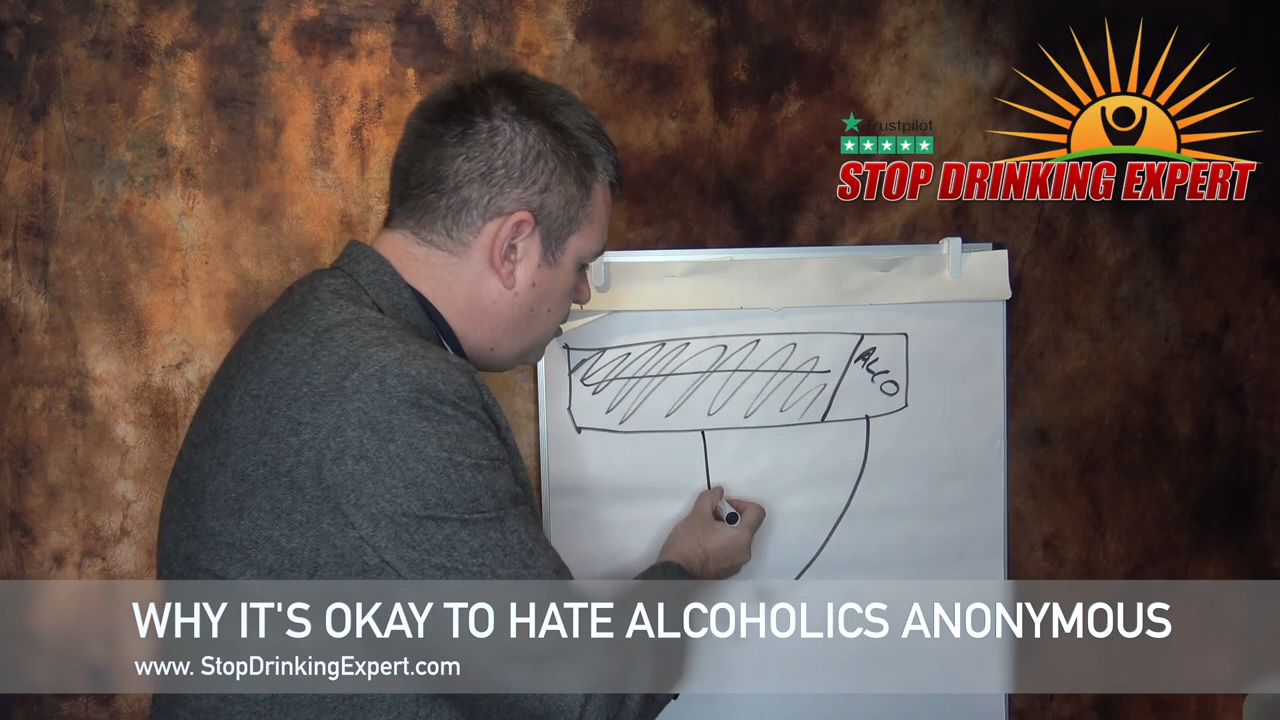 Trustpilot
STOP DRINKING EXPERT
ALCO
WHY IT'S OKAY TO HATE ALCOHOLICS ANONYMOUS
www. StopDrinkingExpert.com